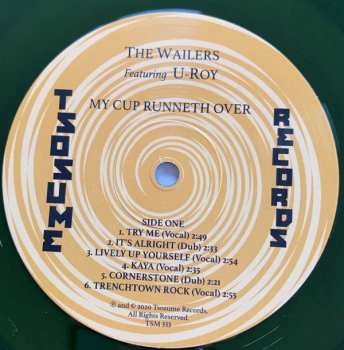 THE WAILERS
Featuring U-ROY
MY CUP RUNNETH OVER
TSOSUME
RECORDS
SIDE ONE
1. TRY ME (Vocal) 2:49
2. IT'S ALRIGHT (Dub) 2:33
3. LIVELY UP YOURSELF (Vocal) 2:54
4. KAYA (Vocal) 2:35
5. CORNERSTONE (Dub) 2:21
6. TRENCHTOWN ROCK (Vocal) 2:55
℗ and © 2020 Tsosume Records.
All Rights Reserved.
TSM 333